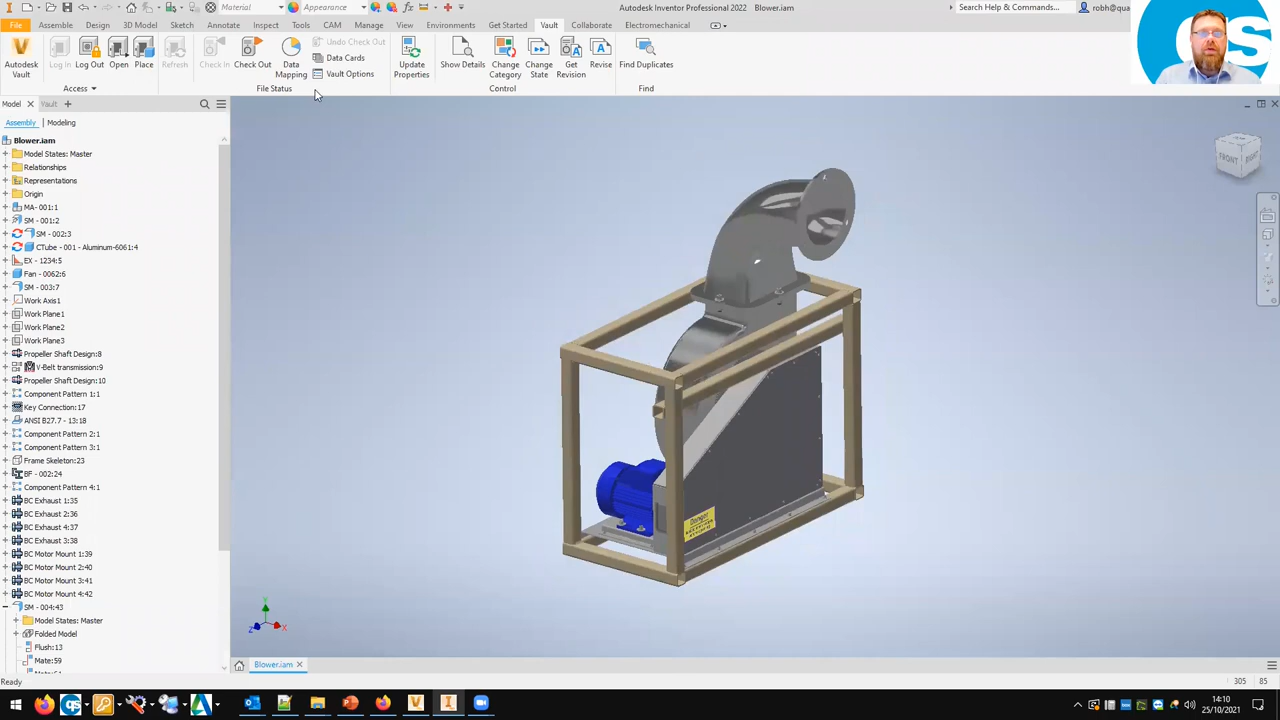 Material
Appearance
Autodesk Inventor Professional 2022 Blower.iam
Search Help & Commands...
robh@qua
File Assembly Design 3D Model Sketch Annotate Inspect Tools CAM Manage View Environments Get Started Vault Collaborate Electromechanical
Autodesk Vault
Log In
Log Out
Open
Place
Refresh
Check In
Check Out
Data Mapping
Undo Check Out
Data Cards
Vault Options
Update Properties
Show Details
Change Category
Change State
Get Revision
Revise
Find Duplicates
Access
File Status
Control
Find
Model Vault
Assembly Modeling
Blower.iam
Model States: Master
Relationships
Representations
Origin
MA- 001:1
SM - 001:2
SM - 002:3
CTube - 001 - Aluminum-6061:4
EX - 1234:5
Fan - 0062:6
SM - 003:7
Work Axis1
Work Plane1
Work Plane2
Work Plane3
Propeller Shaft Design:8
V-Belt transmission:9
Propeller Shaft Design:10
Component Pattern 1:1
Key Connection:17
ANSI B27.7 - 13:18
Component Pattern 2:1
Component Pattern 3:1
Frame Skeleton:23
BF - 002:24
Component Pattern 4:1
BC Exhaust 1:35
BC Exhaust 2:36
BC Exhaust 4:37
BC Exhaust 3:38
BC Motor Mount 1:39
BC Motor Mount 2:40
BC Motor Mount 3:41
BC Motor Mount 4:42
SM - 004:43
Model States: Master
Folded Model
Flush:13
Mate:59
FRONT
RIGHT
Danger!
Y
Z
X
Blower.iam
Ready
305 85
14:10
25/10/2021